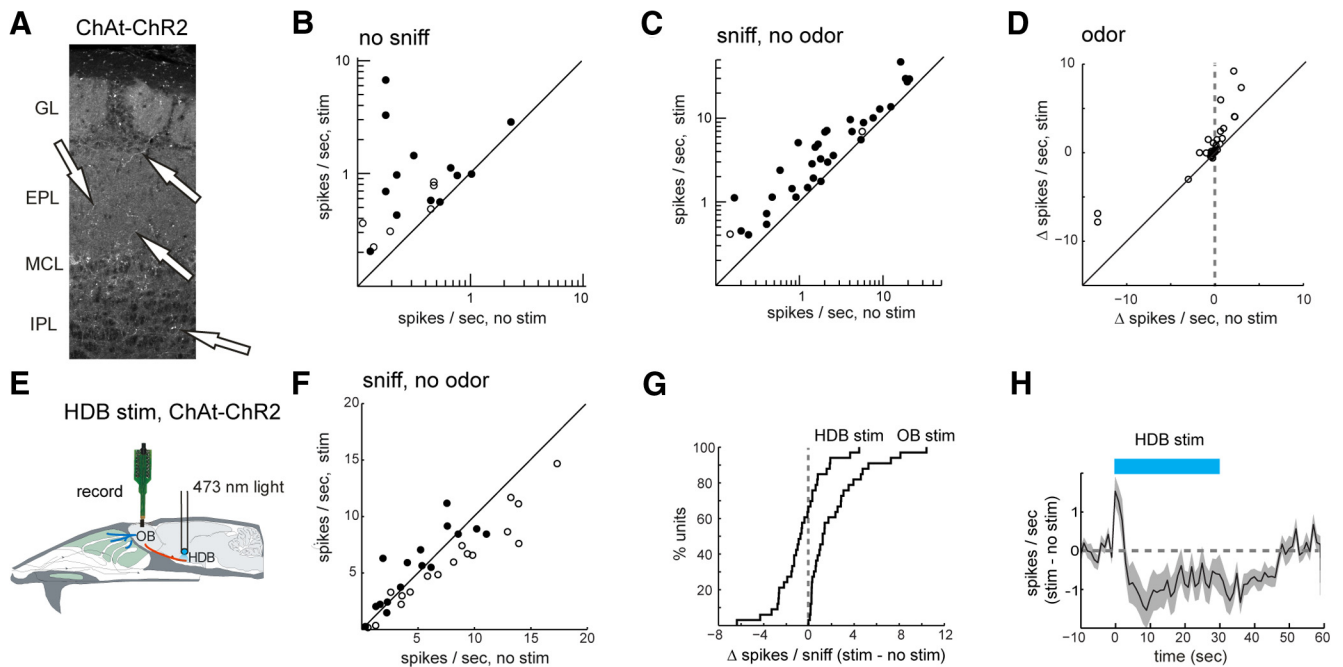 A
ChAt-ChR2
GL
EPL
MCL
IPL
B
no sniff
10
1
spikes / sec, stim
1
10
spikes / sec, no stim
C
sniff, no odor
10
1
spikes / sec, stim
1
10
spikes / sec, no stim
D
odor
10
0
−10
Δ spikes / sec, stim
−10
0
10
Δ spikes / sec, no stim
E
HDB stim, ChAt-ChR2
record
473 nm light
OB
HDB
F
sniff, no odor
20
15
10
5
spikes / sec, stim
5
10
15
20
spikes / sec, no stim
G
HDB stim
OB stim
100
80
60
40
20
% units
−8
−4
0
4
8
12
Δ spikes / sniff (stim - no stim)
H
HDB stim
1
0
-1
spikes / sec
(stim - no stim)
−10
0
10
20
30
40
50
60
time (sec)